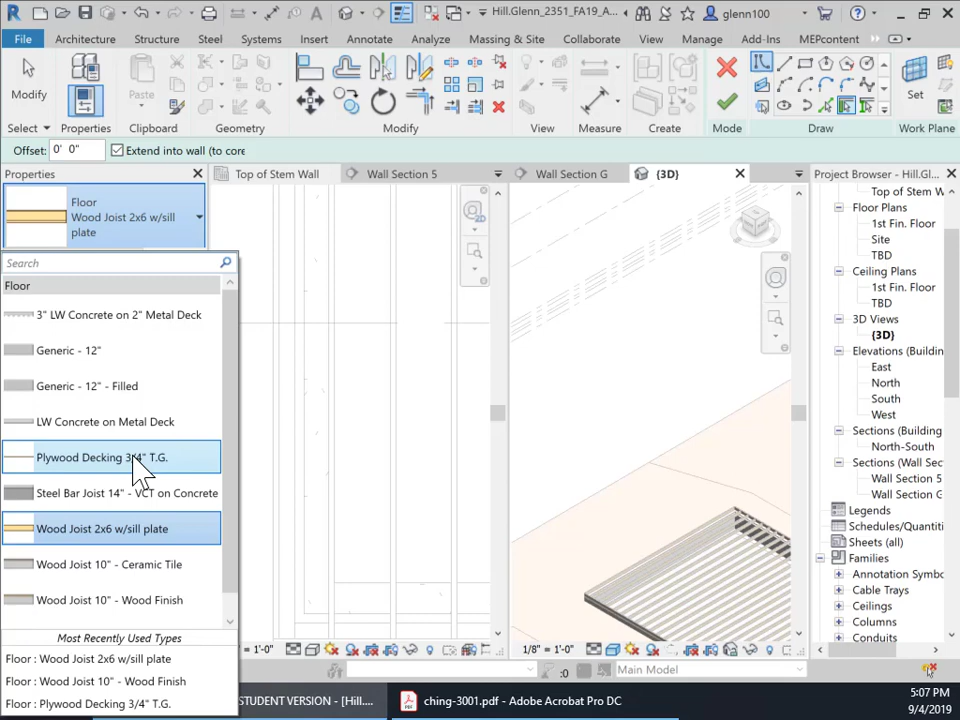 Hill.Glenn_2351_FA19_A...
glenn100
File
Architecture
Structure
Steel
Systems
Insert
Annotate
Analyze
Massing & Site
Collaborate
View
Manage
Add-Ins
MEPcontent
Modify
Paste
Set
Select
Properties
Clipboard
Geometry
Modify
View
Measure
Create
Mode
Draw
Work Plane
Offset: 0' 0"
Extend into wall (to core
Properties
Top of Stem Wall
Wall Section 5
Wall Section G
{3D}
Project Browser - Hill.Gl...
Floor
Wood Joist 2x6 w/sill
plate
Search
Floor
3" LW Concrete on 2" Metal Deck
Generic - 12"
Generic - 12" - Filled
LW Concrete on Metal Deck
Plywood Decking 3/4" T.G.
Steel Bar Joist 14" - VCT on Concrete
Wood Joist 2x6 w/sill plate
Wood Joist 10" - Ceramic Tile
Wood Joist 10" - Wood Finish
Most Recently Used Types
Floor : Wood Joist 2x6 w/sill plate
Floor : Wood Joist 10" - Wood Finish
Floor : Plywood Decking 3/4" T.G.
Top of Stem W
Floor Plans
1st Fin. Floor
Site
TBD
Ceiling Plans
1st Fin. Floor
TBD
3D Views
{3D}
Elevations (Building
East
North
South
West
Sections (Building
North-South
Sections (Wall Sec
Wall Section 5
Wall Section G
Legends
Schedules/Quantiti
Sheets (all)
Families
Annotation Symbo
Cable Trays
Ceilings
Columns
Conduits
= 1'-0"
1/8" = 1'-0"
:0
Main Model
STUDENT VERSION - [Hill....
ching-3001.pdf - Adobe Acrobat Pro DC
5:07 PM
9/4/2019